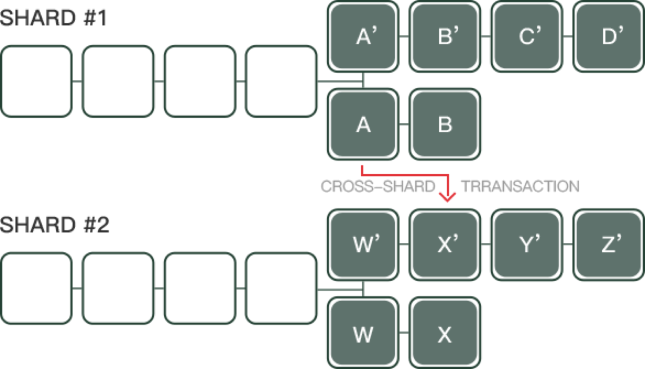 SHARD #1
A’ B’ C’ D’
A B
CROSS-SHARD TRRANSACTION
SHARD #2
W’ X’ Y’ Z’
W X